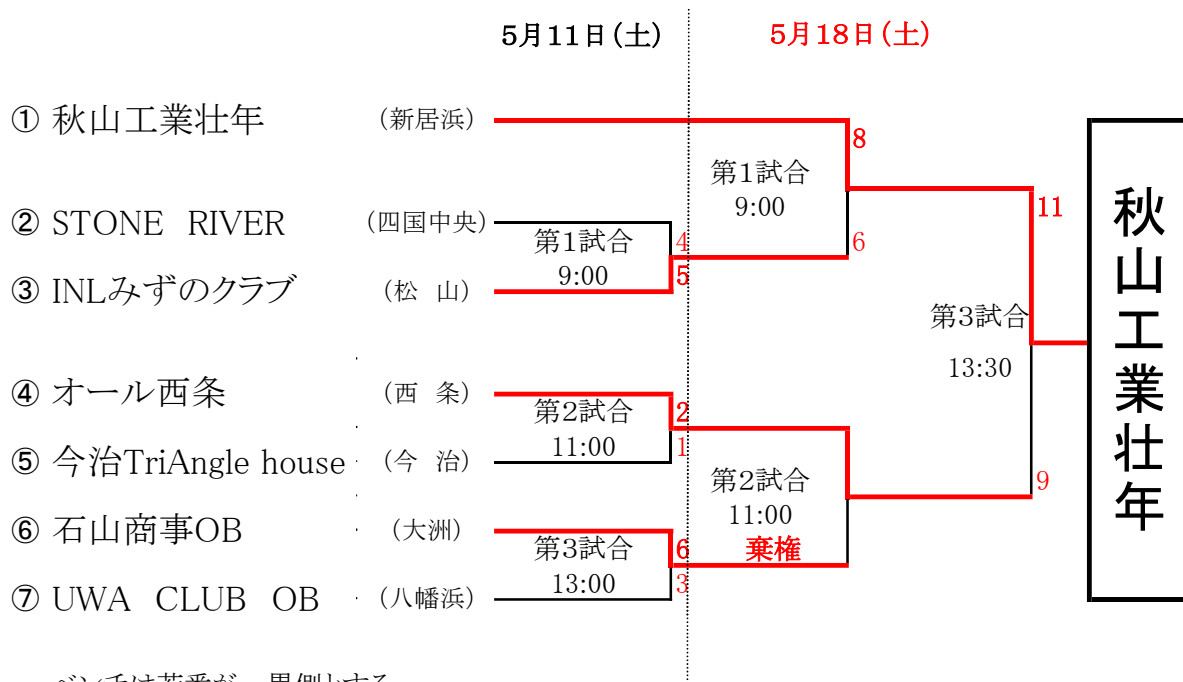 5月11日(土) 5月18日(土)
① 秋山工業壮年 (新居浜)
8
第1試合
9:00
② STONE RIVER (四国中央)
11
第1試合 4
6
9:00 5
③ INLみずのクラブ (松 山)
第3試合
13:30
秋山工業壮年
④ オール西条 (西 条)
第2試合 2
11:00 1
⑤ 今治TriAngle house (今 治)
第2試合
9
11:00
⑥ 石山商事OB (大洲)
棄権
第3試合 6
13:00 3
⑦ UWA CLUB OB (八幡浜)